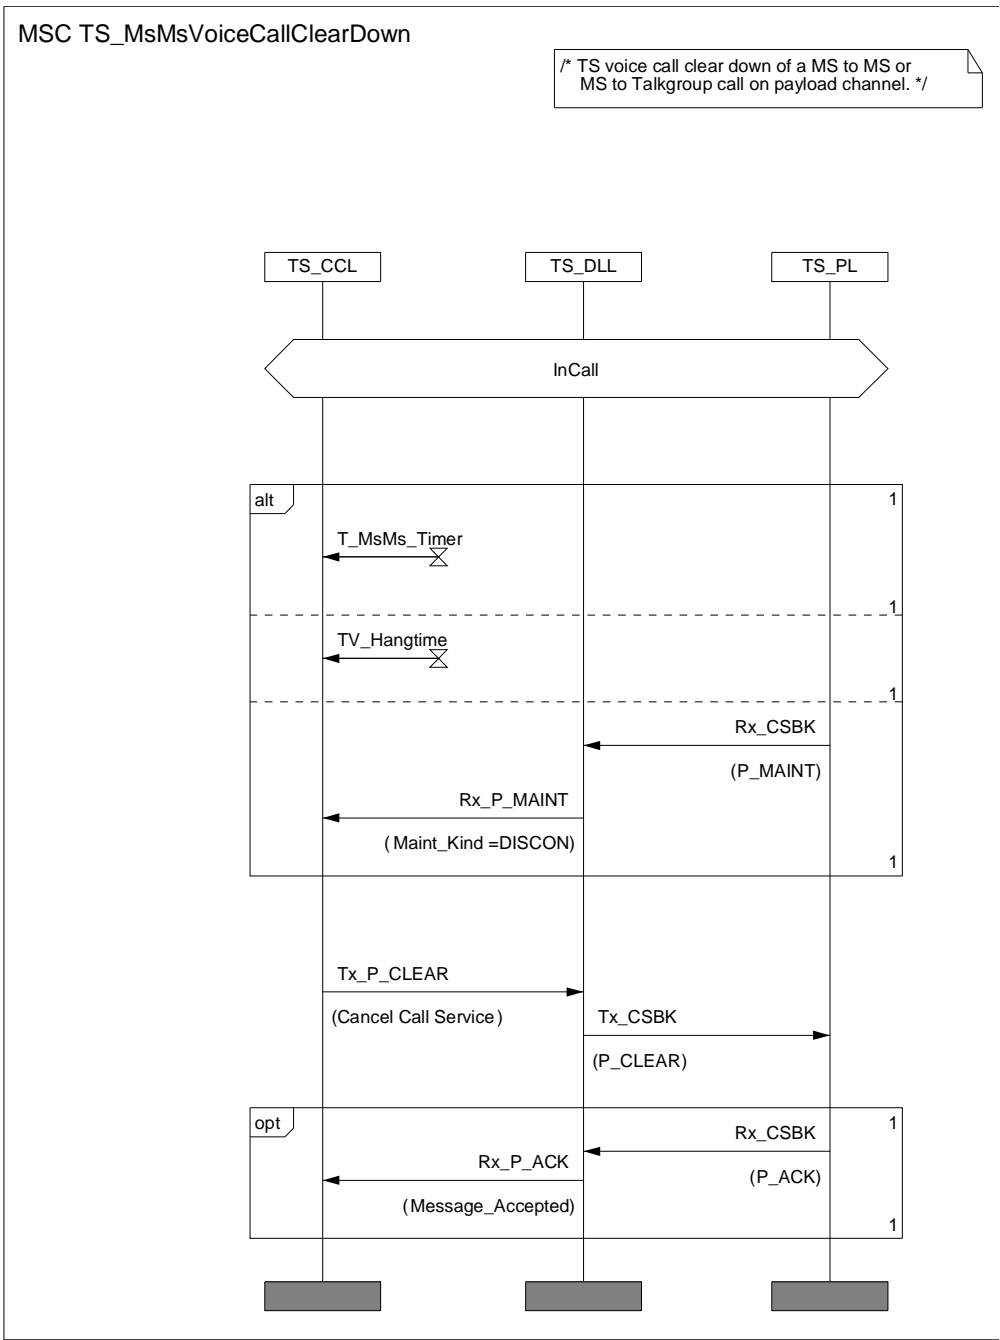 MSC TS_MsMsVoiceCallClearDown
/* TS voice call clear down of a MS to MS or
MS to Talkgroup call on payload channel. */
TS_CCL
TS_DLL
TS_PL
InCall
alt
1
T_MsMs_Timer
1
TV_Hangtime
1
Rx_CSBK
(P_MAINT)
Rx_P_MAINT
(Maint_Kind =DISCON)
1
Tx_P_CLEAR
(Cancel Call Service)
Tx_CSBK
(P_CLEAR)
opt
1
Rx_CSBK
Rx_P_ACK
(P_ACK)
(Message_Accepted)
1